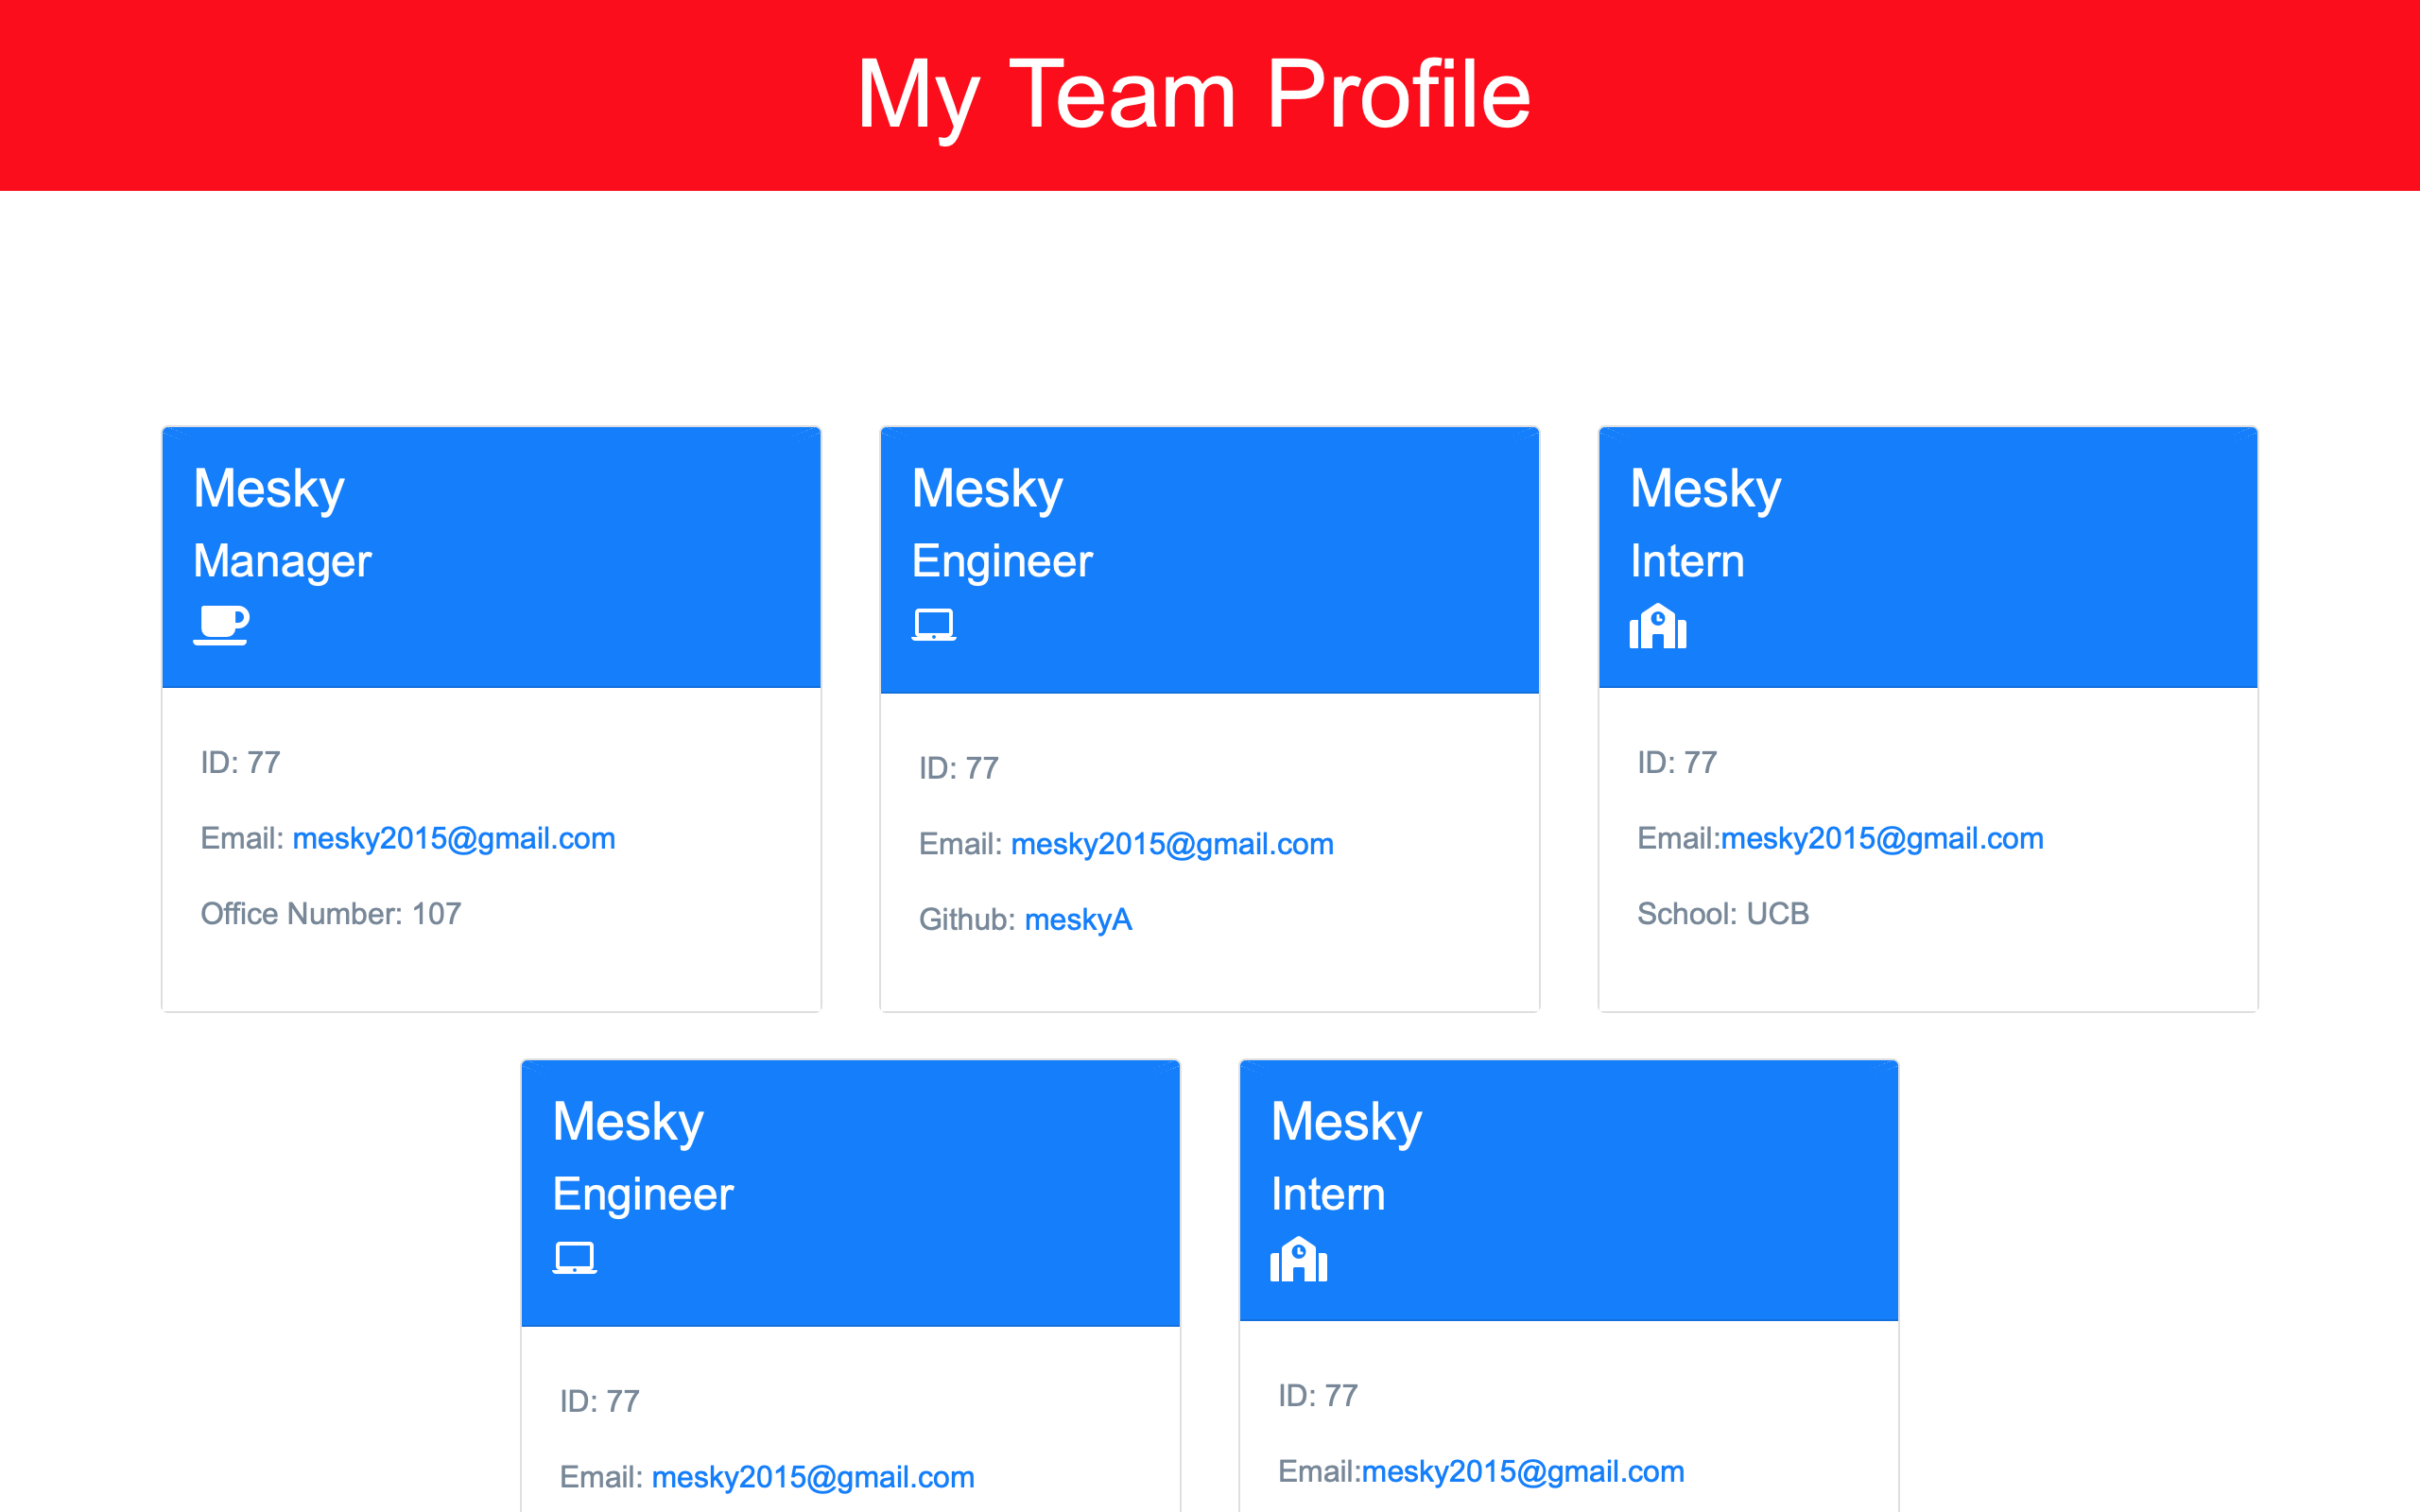 My Team Profile
Mesky
Manager
ID: 77
Email: mesky2015@gmail.com
Office Number: 107
Mesky
Engineer
ID: 77
Email: mesky2015@gmail.com
Github: meskyA
Mesky
Intern
ID: 77
Email:mesky2015@gmail.com
School: UCB
Mesky
Engineer
ID: 77
Email: mesky2015@gmail.com
Mesky
Intern
ID: 77
Email:mesky2015@gmail.com